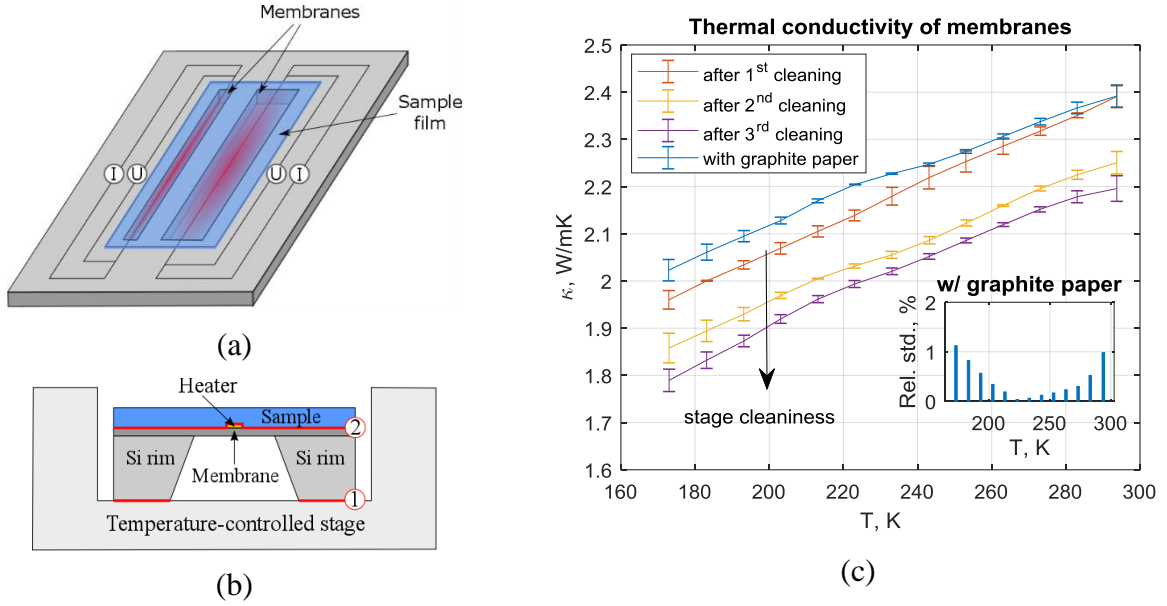 Membranes
Sample
film
I U
U I
(a)
Heater
Sample
2
Si rim
Membrane
Si rim
1
Temperature-controlled stage
(b)
Thermal conductivity of membranes
2.5
2.4
2.3
2.2
2.1
2
1.9
1.8
1.7
1.6
κ, W/mK
after 1st cleaning
after 2nd cleaning
after 3rd cleaning
with graphite paper
stage cleaniness
w/ graphite paper
2
1
0
Rel. std., %
200 250 300
T, K
160 180 200 220 240 260 280 300
T, K
(c)